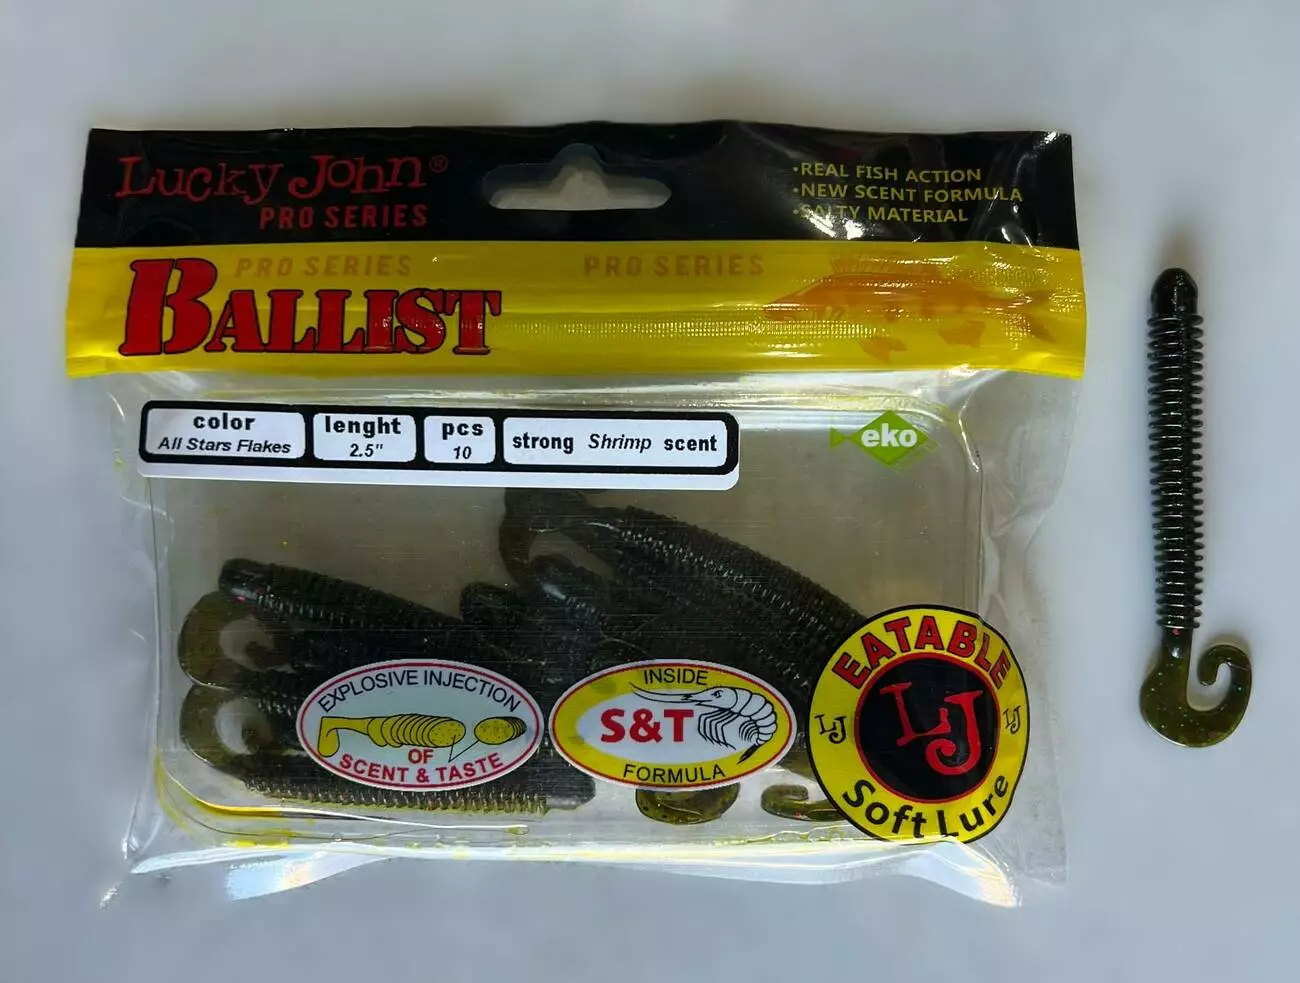 Lucky John®
PRO SERIES
•REAL FISH ACTION
•NEW SCENT FORMULA
•SALTY MATERIAL
PRO SERIES
PRO SERIES
BALLIST
color
All Stars Flakes
lenght
2.5"
pcs
10
strong Shrimp scent
eko
EXPLOSIVE INJECTION
OF
SCENT & TASTE
INSIDE
S&T
FORMULA
EATABLE
LJ
LJ
LJ
Soft Lure